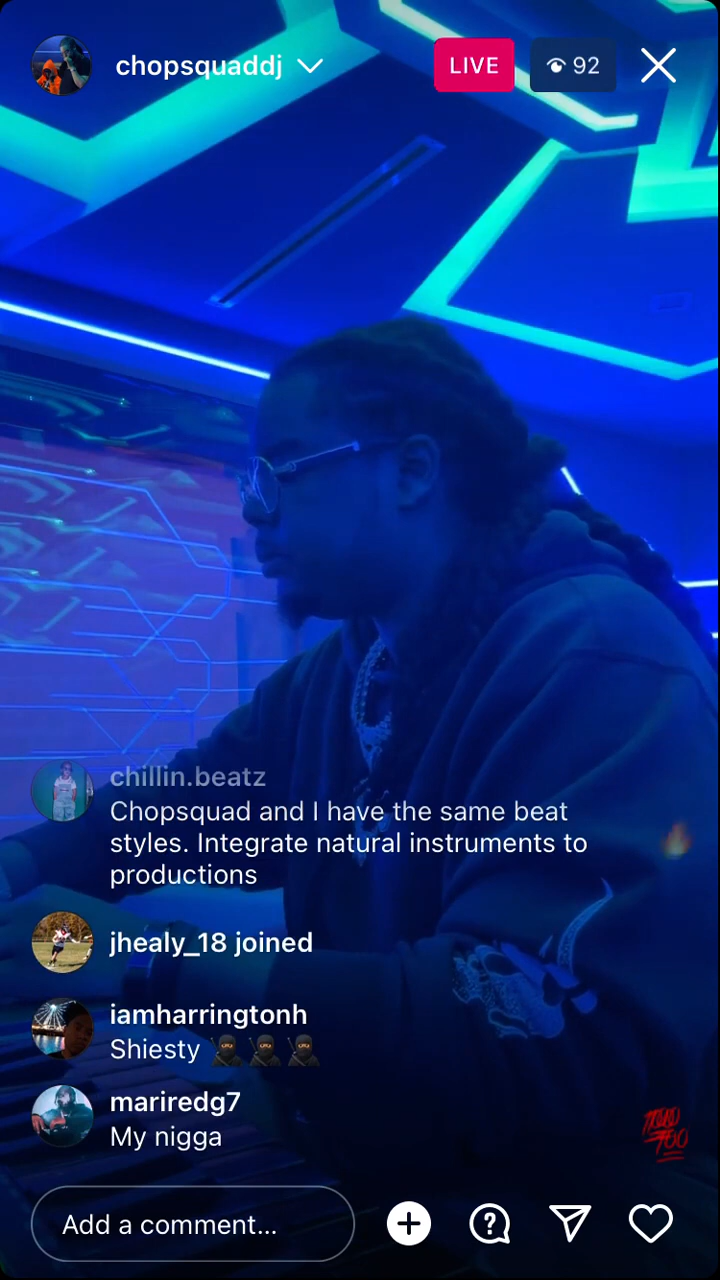 chopsquaddj
LIVE
92
chillin.beatz
Chopsquad and I have the same beat
styles. Integrate natural instruments to
productions
jhealy_18 joined
iamharringtonh
Shiesty 🥷🥷🥷
mariredg7
My nigga
Add a comment...